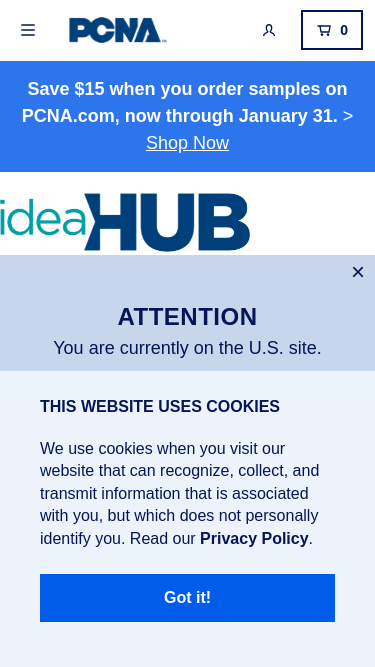 PCNA
0
Save $15 when you order samples on
PCNA.com, now through January 31. >
Shop Now
ideaHUB
ATTENTION
You are currently on the U.S. site.
THIS WEBSITE USES COOKIES
We use cookies when you visit our
website that can recognize, collect, and
transmit information that is associated
with you, but which does not personally
identify you. Read our Privacy Policy.
Got it!